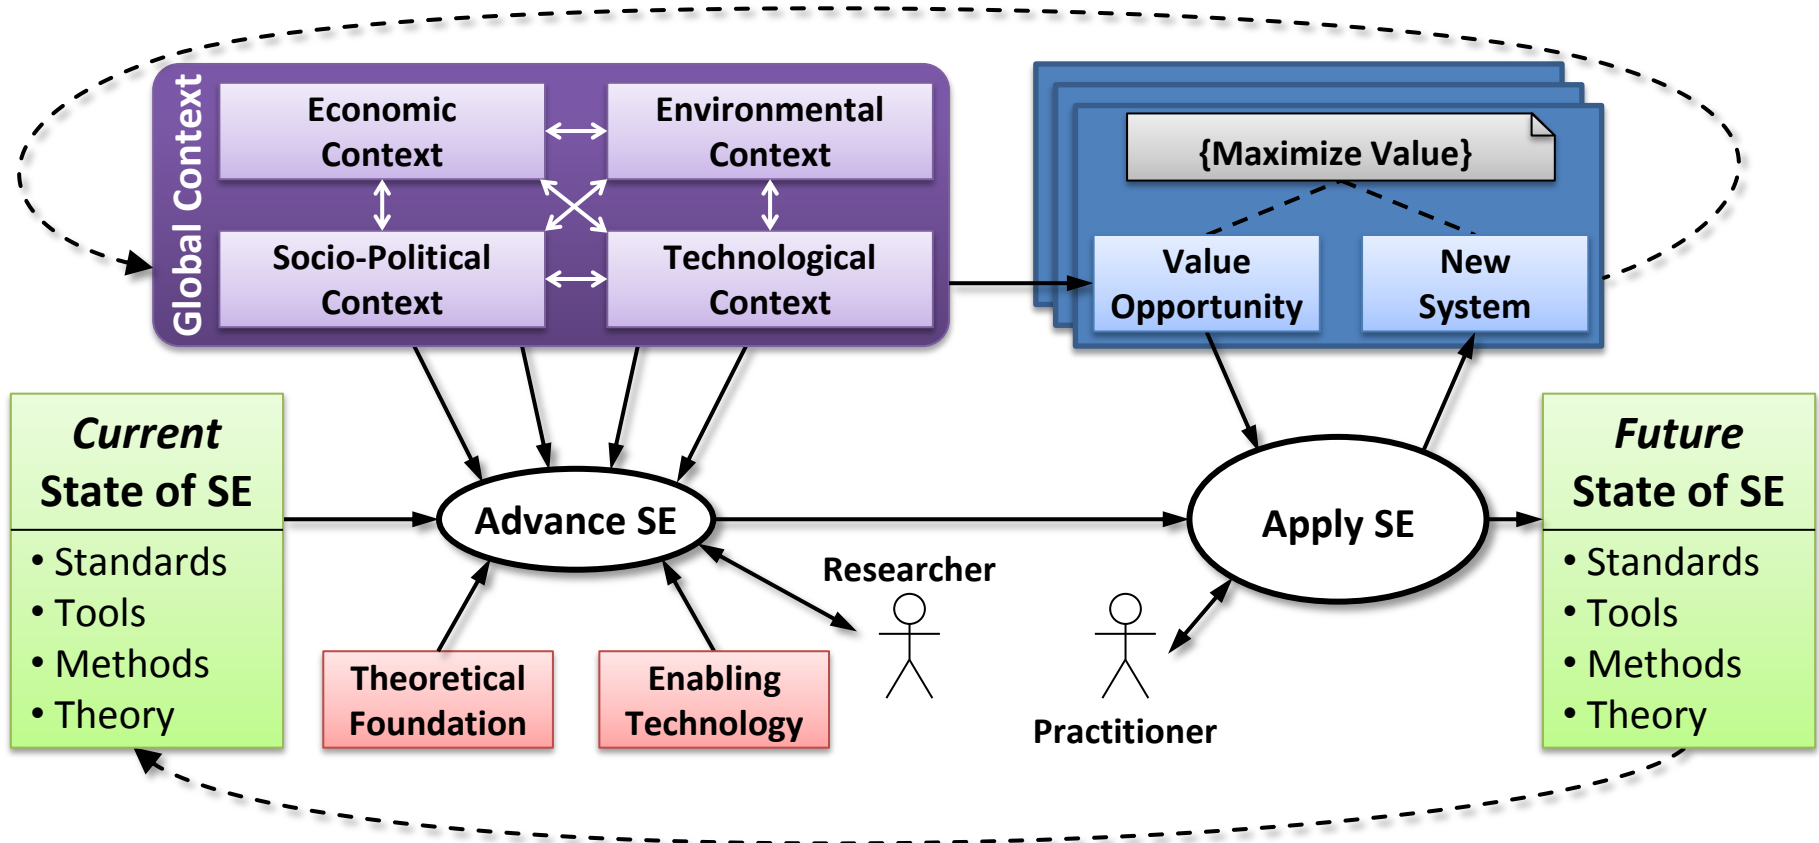 Global Context
Economic
Context
Environmental
Context
Socio-Political
Context
Technological
Context
{Maximize Value}
Value
Opportunity
New
System
Current
State of SE
• Standards
• Tools
• Methods
• Theory
Advance SE
Apply SE
Researcher
Practitioner
Theoretical
Foundation
Enabling
Technology
Future
State of SE
• Standards
• Tools
• Methods
• Theory